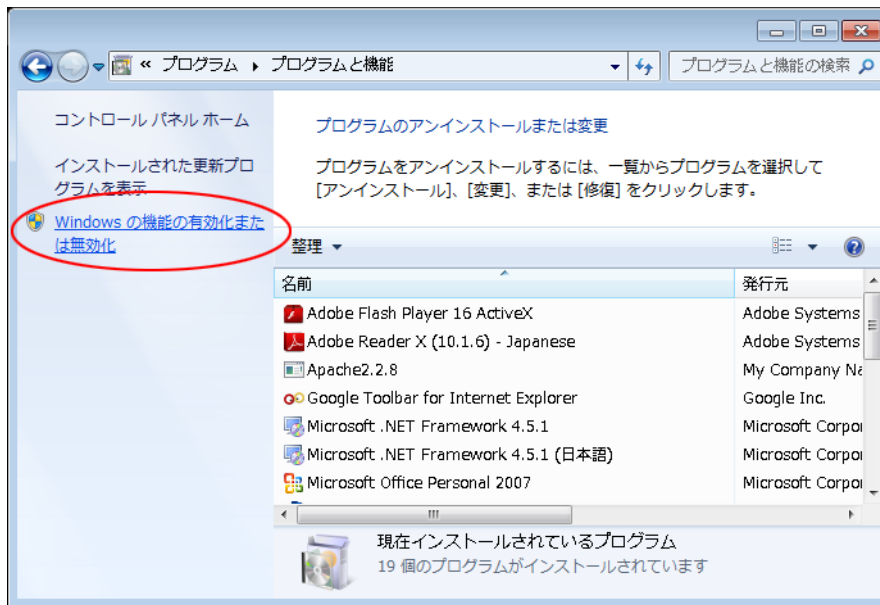 « プログラム ▸ プログラムと機能
プログラムと機能の検索
コントロール パネル ホーム
インストールされた更新プロ
グラムを表示
Windows の機能の有効化また
は無効化
プログラムのアンインストールまたは変更
プログラムをアンインストールするには、一覧からプログラムを選択して
[アンインストール]、[変更]、または [修復] をクリックします。
整理
名前 発行元
Adobe Flash Player 16 ActiveX Adobe Systems
Adobe Reader X (10.1.6) - Japanese Adobe Systems
Apache2.2.8 My Company Na
Google Toolbar for Internet Explorer Google Inc.
Microsoft .NET Framework 4.5.1 Microsoft Corpor
Microsoft .NET Framework 4.5.1 (日本語) Microsoft Corpor
Microsoft Office Personal 2007 Microsoft Corpor
現在インストールされているプログラム
19 個のプログラムがインストールされています